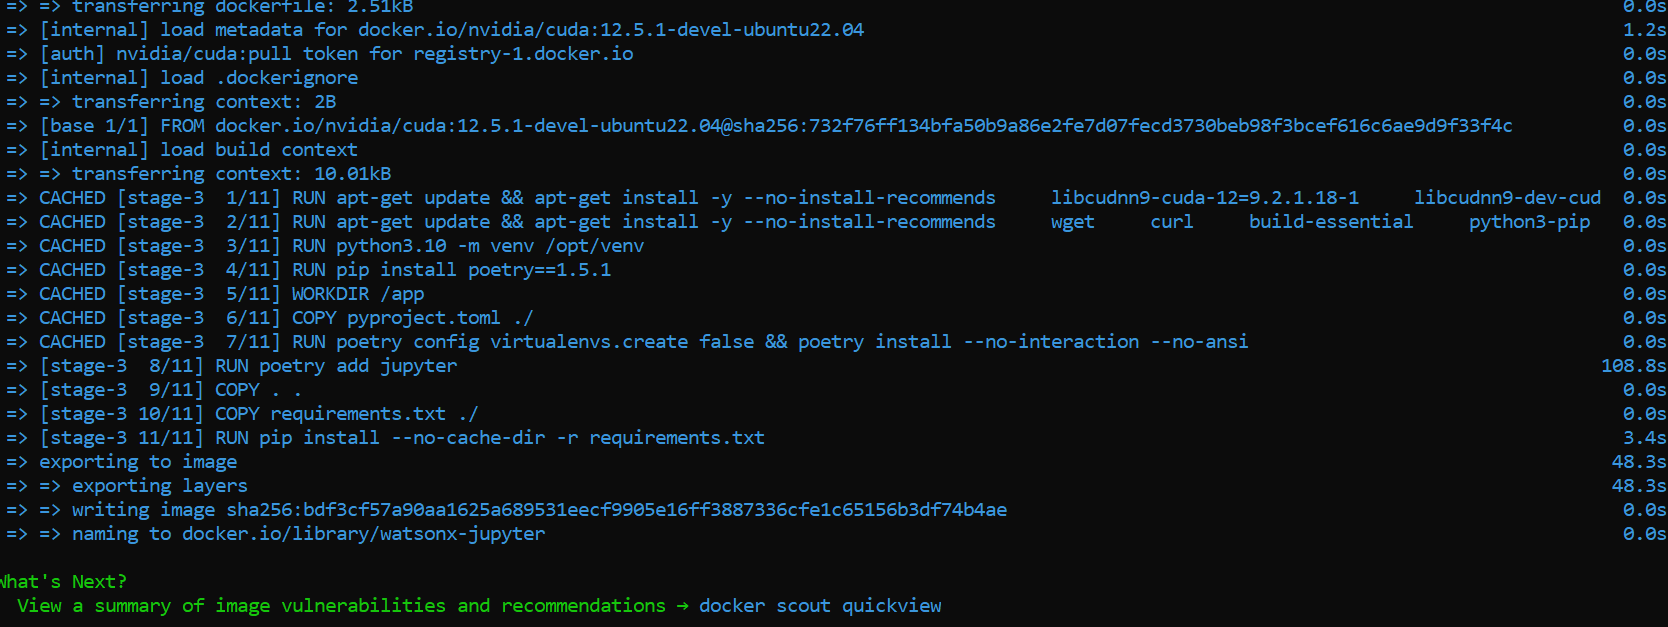 => => transferring dockerfile: 2.51kB 0.0s
=> [internal] load metadata for docker.io/nvidia/cuda:12.5.1-devel-ubuntu22.04 1.2s
=> [auth] nvidia/cuda:pull token for registry-1.docker.io 0.0s
=> [internal] load .dockerignore 0.0s
=> => transferring context: 2B 0.0s
=> [base 1/1] FROM docker.io/nvidia/cuda:12.5.1-devel-ubuntu22.04@sha256:732f76ff134bfa50b9a86e2fe7d07fecd3730beb98f3bcef616c6ae9d9f33f4c 0.0s
=> [internal] load build context 0.0s
=> => transferring context: 10.01kB 0.0s
=> CACHED [stage-3  1/11] RUN apt-get update && apt-get install -y --no-install-recommends     libcudnn9-cuda-12=9.2.1.18-1     libcudnn9-dev-cud 0.0s
=> CACHED [stage-3  2/11] RUN apt-get update && apt-get install -y --no-install-recommends     wget     curl     build-essential     python3-pip 0.0s
=> CACHED [stage-3  3/11] RUN python3.10 -m venv /opt/venv 0.0s
=> CACHED [stage-3  4/11] RUN pip install poetry==1.5.1 0.0s
=> CACHED [stage-3  5/11] WORKDIR /app 0.0s
=> CACHED [stage-3  6/11] COPY pyproject.toml ./ 0.0s
=> CACHED [stage-3  7/11] RUN poetry config virtualenvs.create false && poetry install --no-interaction --no-ansi 0.0s
=> [stage-3  8/11] RUN poetry add jupyter 108.8s
=> [stage-3  9/11] COPY . . 0.0s
=> [stage-3 10/11] COPY requirements.txt ./ 0.0s
=> [stage-3 11/11] RUN pip install --no-cache-dir -r requirements.txt 3.4s
=> exporting to image 48.3s
=> => exporting layers 48.3s
=> => writing image sha256:bdf3cf57a90aa1625a689531eecf9905e16ff3887336cfe1c65156b3df74b4ae 0.0s
=> => naming to docker.io/library/watsonx-jupyter 0.0s
What's Next?
View a summary of image vulnerabilities and recommendations → docker scout quickview